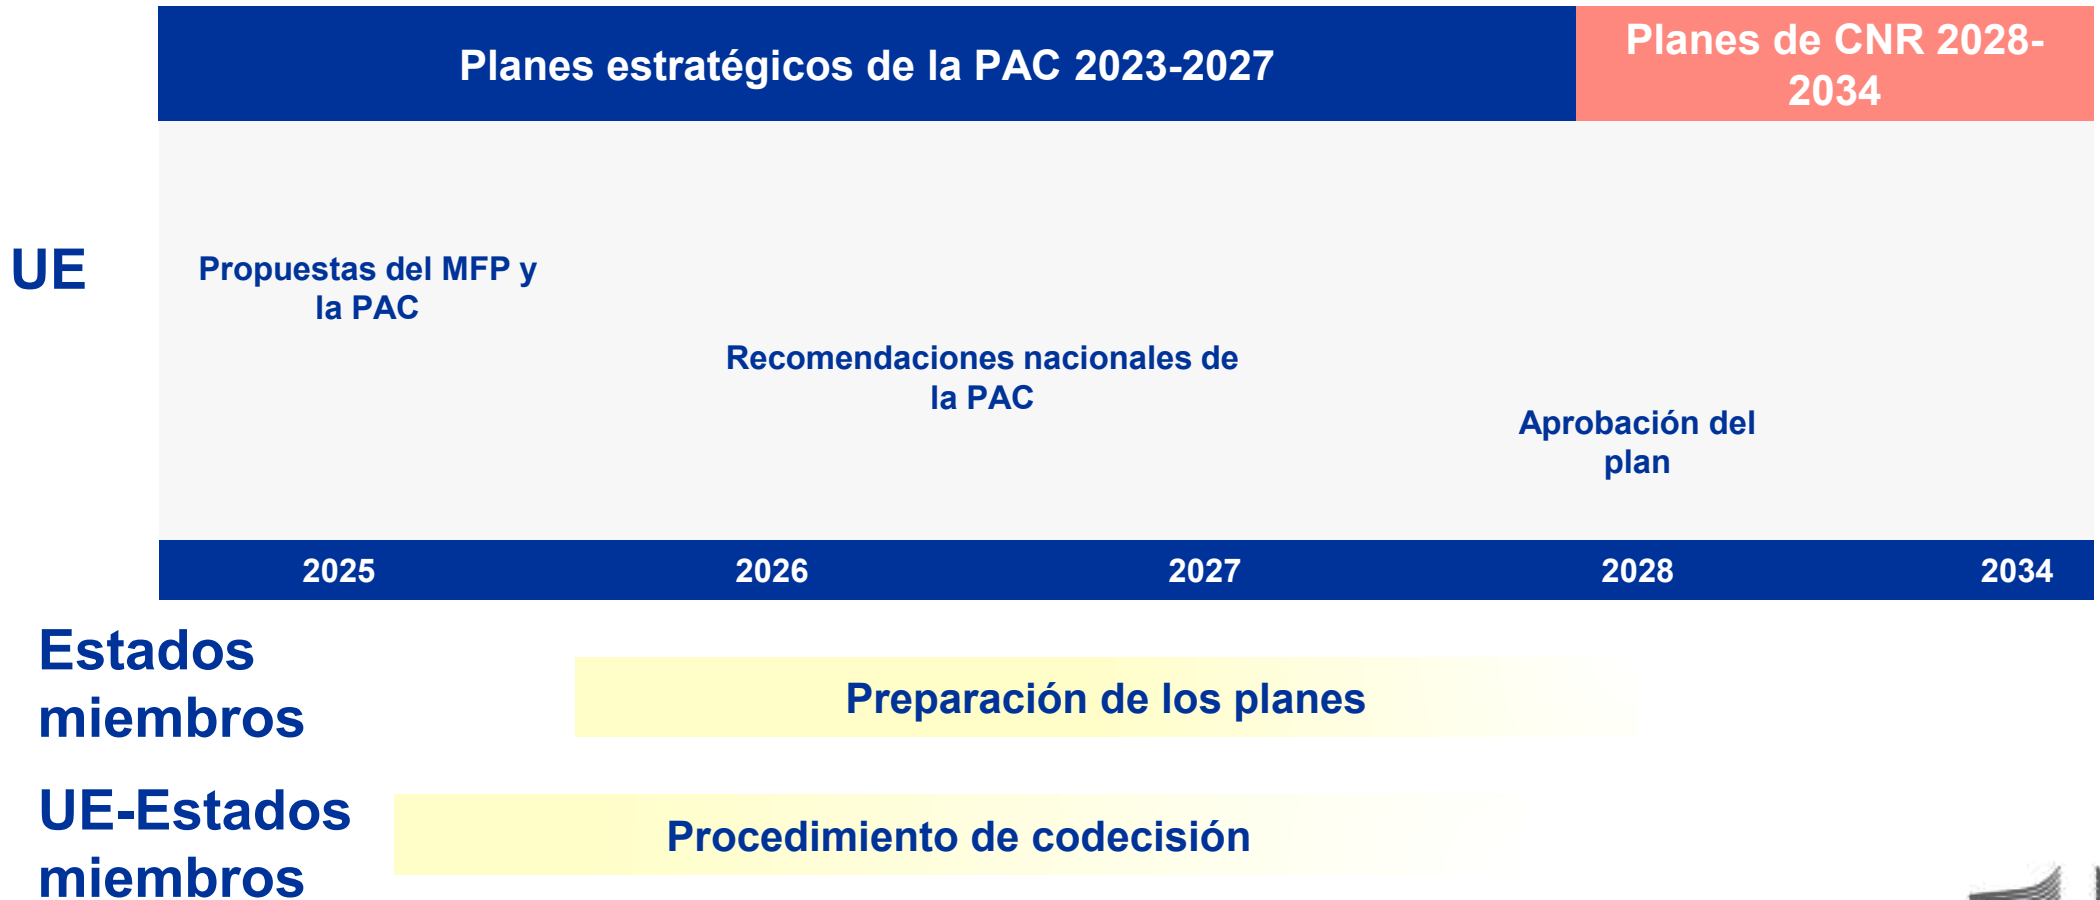 Planes estratégicos de la PAC 2023-2027
Planes de CNR 2028-
2034
UE
Propuestas del MFP y
la PAC
Recomendaciones nacionales de
la PAC
Aprobación del
plan
2025
2026
2027
2028
2034
Estados
miembros
Preparación de los planes
UE-Estados
miembros
Procedimiento de codecisión